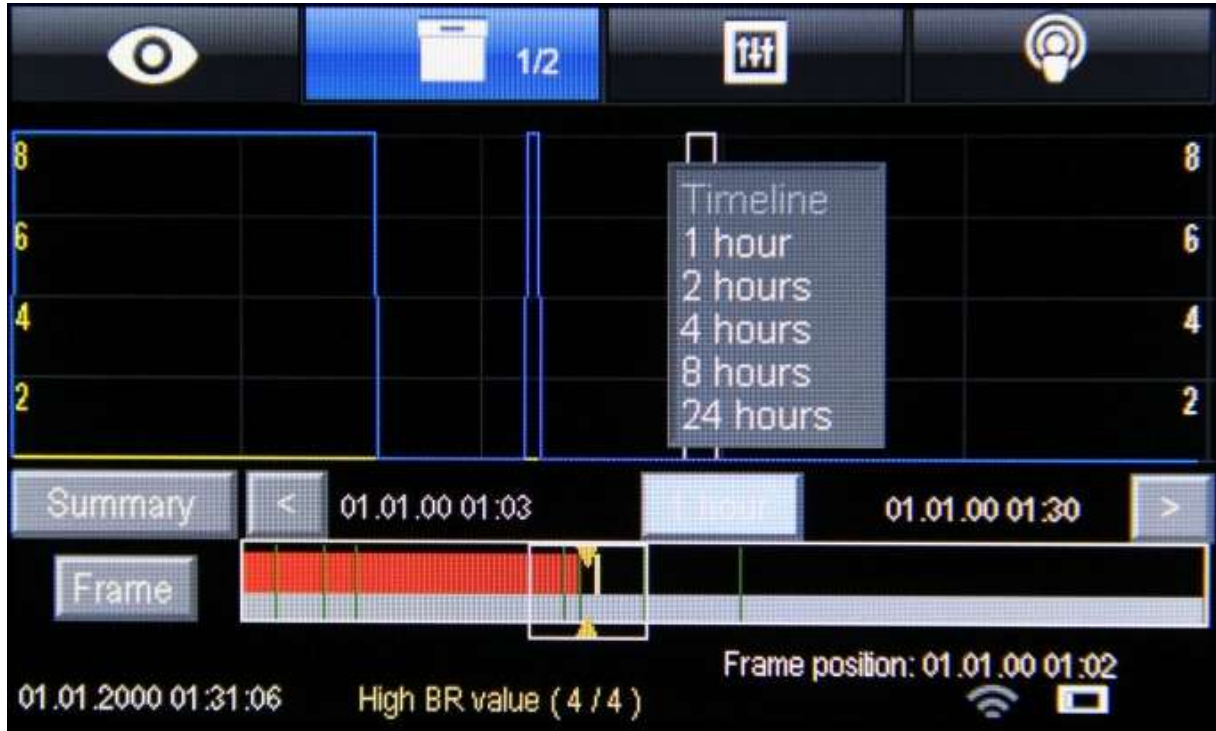 1/2
8 8
6 6
4 4
2 2
Timeline
1 hour
2 hours
4 hours
8 hours
24 hours
Summary < 01.01.00 01:03 hour 01.01.00 01:30 >
Frame
Frame position: 01.01.00 01:02
01.01.2000 01:31:06 High BR value ( 4 / 4 )